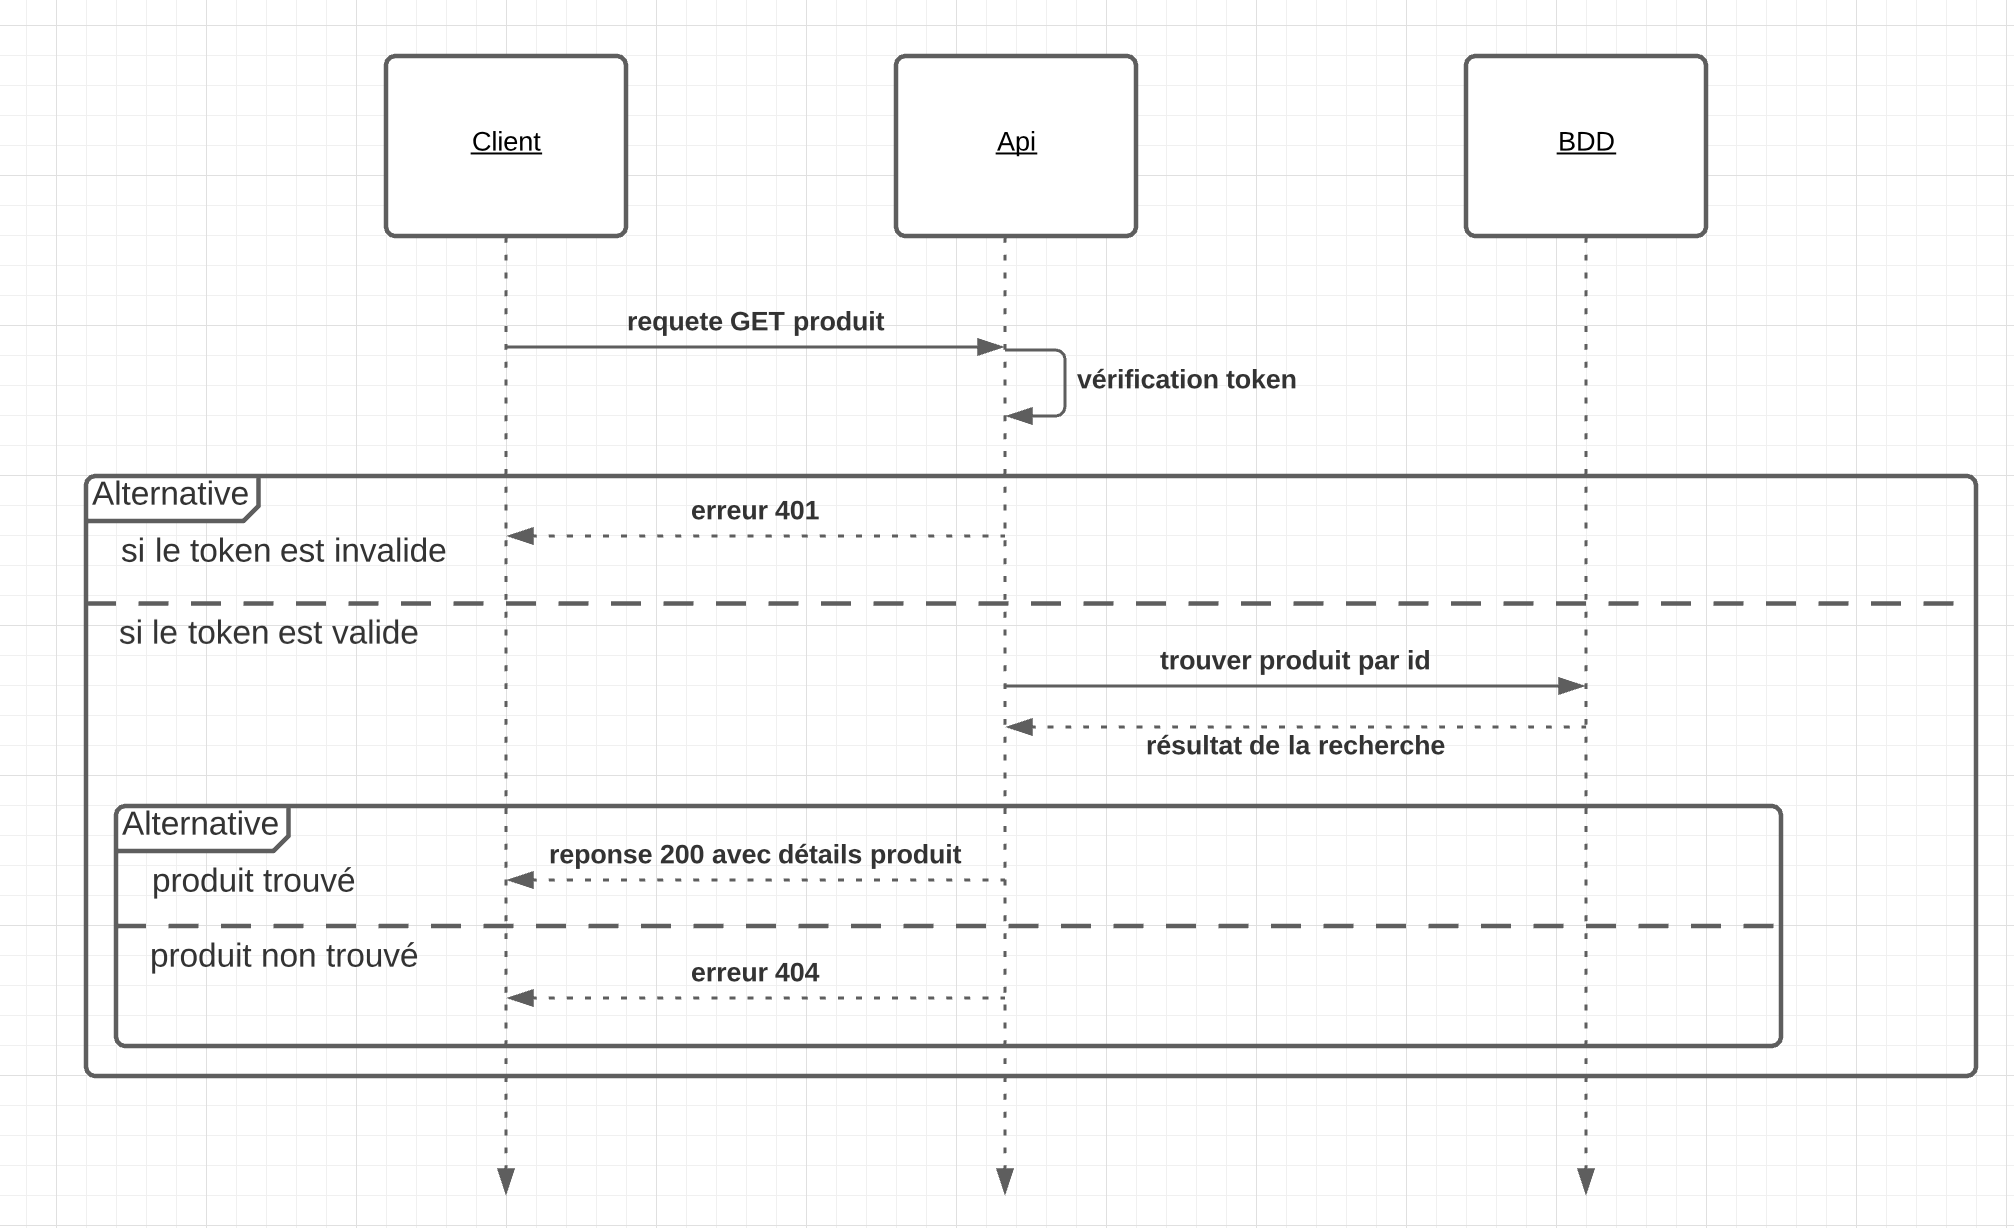 Client
Api
BDD
requete GET produit
vérification token
Alternative
erreur 401
si le token est invalide
si le token est valide
trouver produit par id
résultat de la recherche
Alternative
reponse 200 avec détails produit
produit trouvé
produit non trouvé
erreur 404